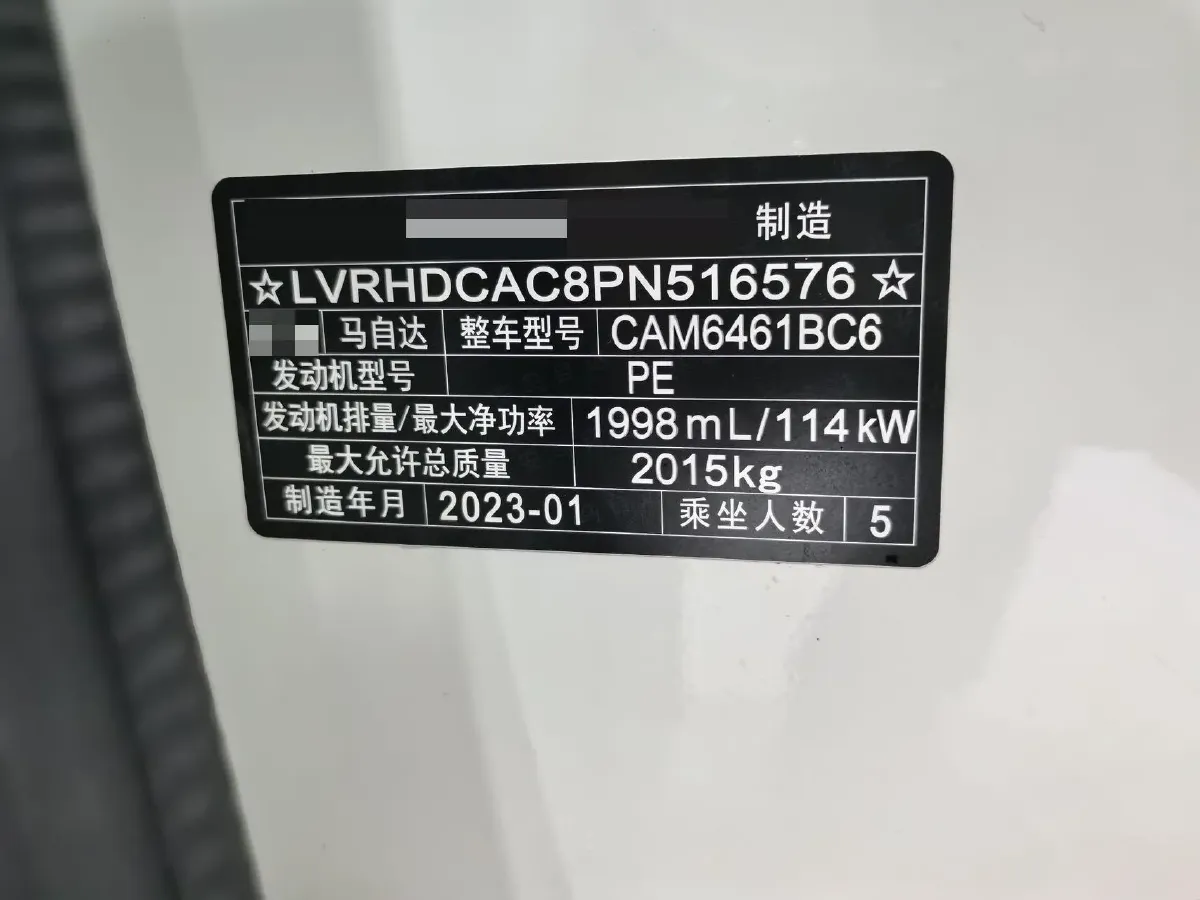 制造
☆LVRHDCAC8PN516576☆
马自达 整车型号 CAM6461BC6
发动机型号 PE
发动机排量/最大净功率 1998mL/114kW
最大允许总质量 2015kg
制造年月 2023-01 乘坐人数 5